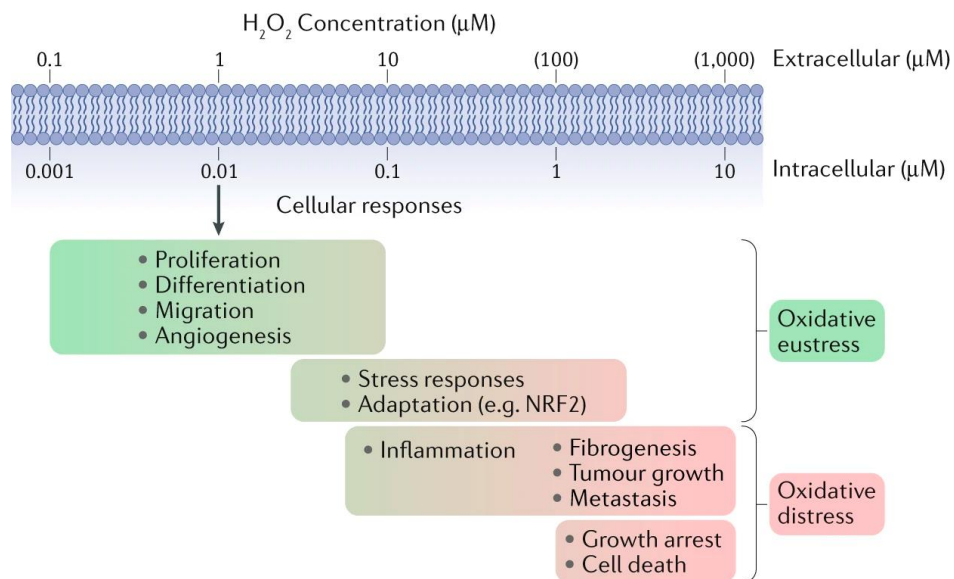 H₂O₂ Concentration (μM)
0.1 1 10 (100) (1,000) Extracellular (μM)
0.001 0.01 0.1 1 10 Intracellular (μM)
Cellular responses
• Proliferation
• Differentiation
• Migration
• Angiogenesis
Oxidative
eustress
• Stress responses
• Adaptation (e.g. NRF2)
• Inflammation
• Fibrogenesis
• Tumour growth
• Metastasis
Oxidative
distress
• Growth arrest
• Cell death